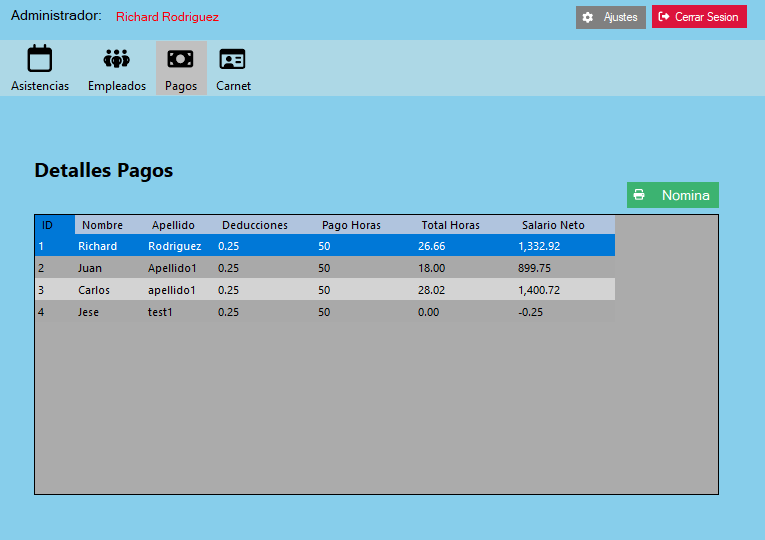 Administrador: Richard Rodriguez Ajustes Cerrar Sesion
Asistencias Empleados Pagos Carnet
Detalles Pagos
Nomina
ID Nombre Apellido Deducciones Pago Horas Total Horas Salario Neto
1 Richard Rodriguez 0.25 50 26.66 1,332.92
2 Juan Apellido1 0.25 50 18.00 899.75
3 Carlos apellido1 0.25 50 28.02 1,400.72
4 Jese test1 0.25 50 0.00 -0.25